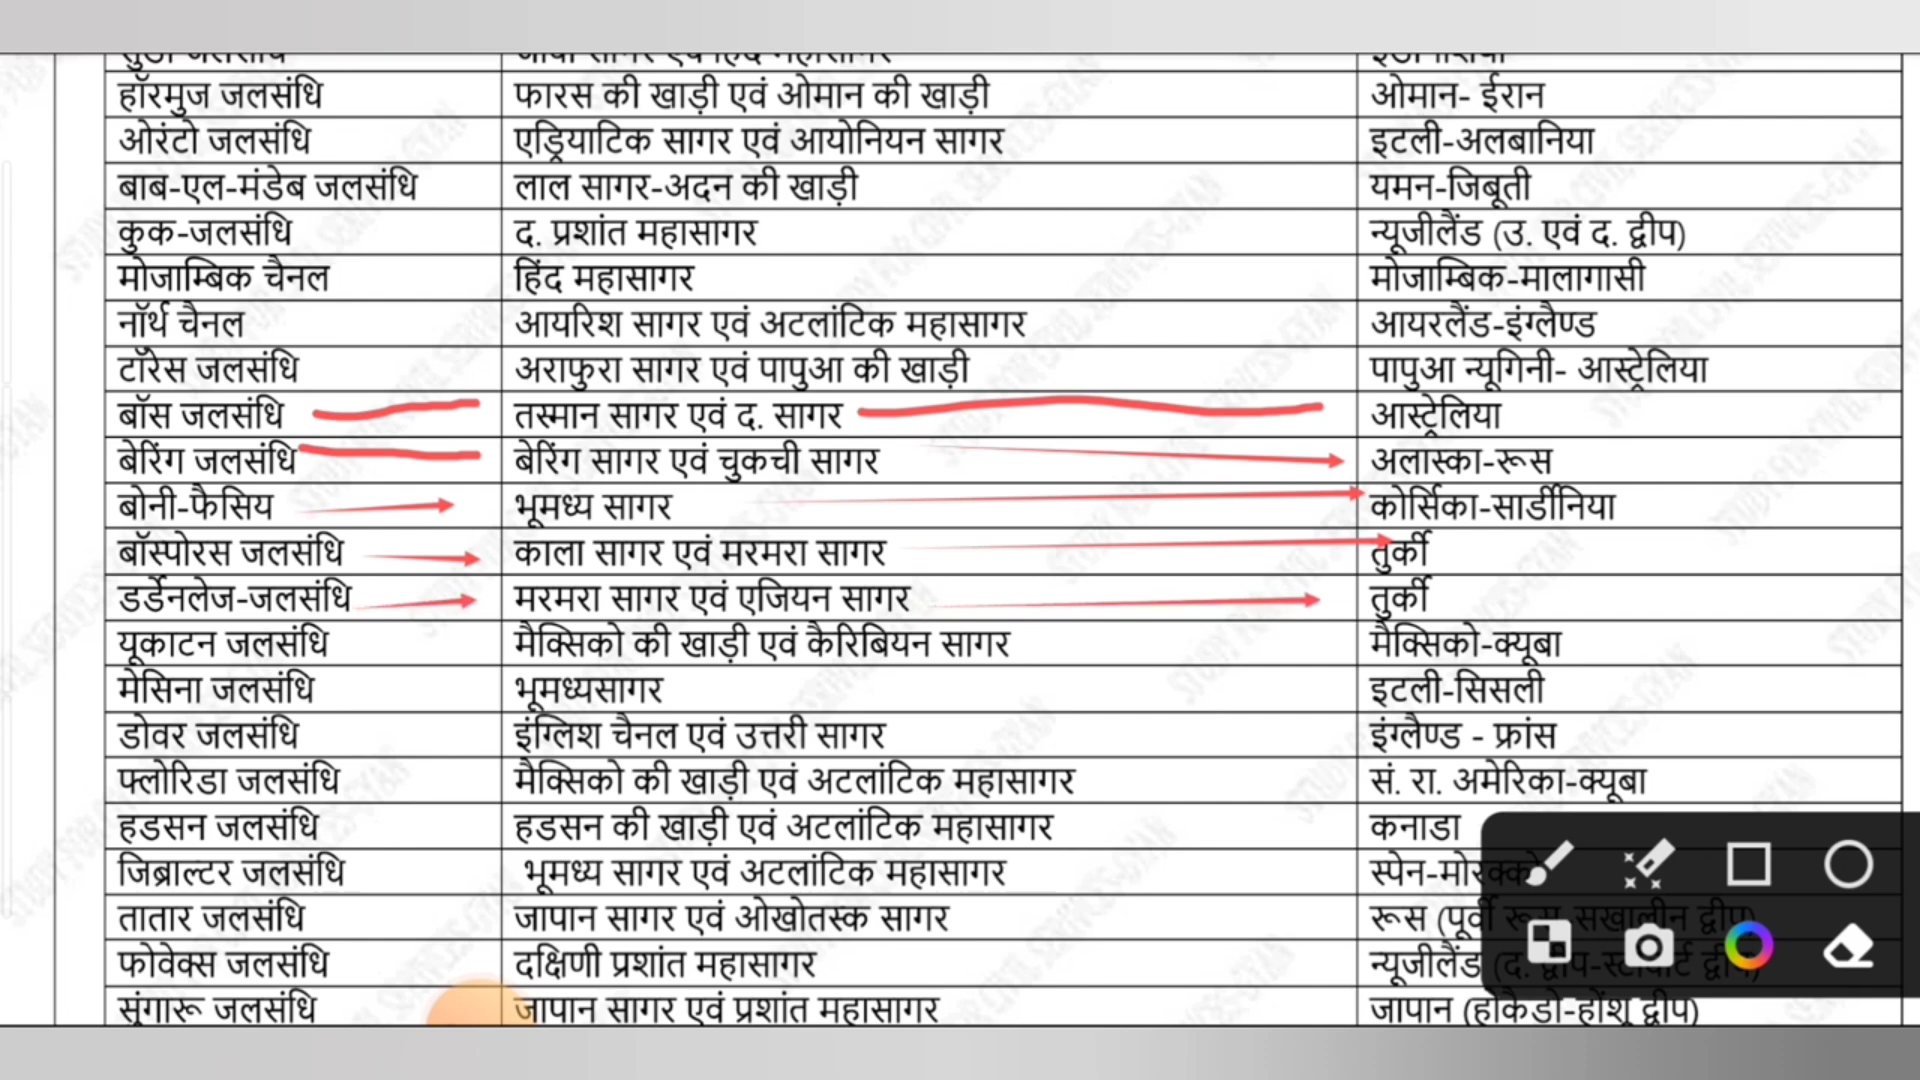 हॉरमुज जलसंधि फारस की खाड़ी एवं ओमान की खाड़ी ओमान- ईरान
ओरंटो जलसंधि एड्रियाटिक सागर एवं आयोनियन सागर इटली-अलबानिया
बाब-एल-मंडेब जलसंधि लाल सागर-अदन की खाड़ी यमन-जिबूती
कुक-जलसंधि द. प्रशांत महासागर न्यूजीलैंड (उ. एवं द. द्वीप)
मोजाम्बिक चैनल हिंद महासागर मोजाम्बिक-मालागासी
नॉर्थ चैनल आयरिश सागर एवं अटलांटिक महासागर आयरलैंड-इंग्लैण्ड
टॉरेस जलसंधि अराफुरा सागर एवं पापुआ की खाड़ी पापुआ न्यूगिनी- आस्ट्रेलिया
बॉस जलसंधि तस्मान सागर एवं द. सागर आस्ट्रेलिया
बेरिंग जलसंधि बेरिंग सागर एवं चुकची सागर अलास्का-रूस
बोनी-फैसिय भूमध्य सागर कोर्सिका-सार्डीनिया
बॉस्पोरस जलसंधि काला सागर एवं मरमरा सागर तुर्की
डर्डेनलेज-जलसंधि मरमरा सागर एवं एजियन सागर तुर्की
यूकाटन जलसंधि मैक्सिको की खाड़ी एवं कैरिबियन सागर मैक्सिको-क्यूबा
मेसिना जलसंधि भूमध्यसागर इटली-सिसली
डोवर जलसंधि इंग्लिश चैनल एवं उत्तरी सागर इंग्लैण्ड - फ्रांस
फ्लोरिडा जलसंधि मैक्सिको की खाड़ी एवं अटलांटिक महासागर सं. रा. अमेरिका-क्यूबा
हडसन जलसंधि हडसन की खाड़ी एवं अटलांटिक महासागर कनाडा
जिब्राल्टर जलसंधि भूमध्य सागर एवं अटलांटिक महासागर स्पेन-मोरक्को
तातार जलसंधि जापान सागर एवं ओखोतस्क सागर रूस (पूर्वी रूस-सखालीन द्वीप)
फोवेक्स जलसंधि दक्षिणी प्रशांत महासागर न्यूजीलैंड (द. द्वीप-स्टीवार्ट द्वीप)
सुंगारू जलसंधि जापान सागर एवं प्रशांत महासागर जापान (होकैडो-होंशू द्वीप)